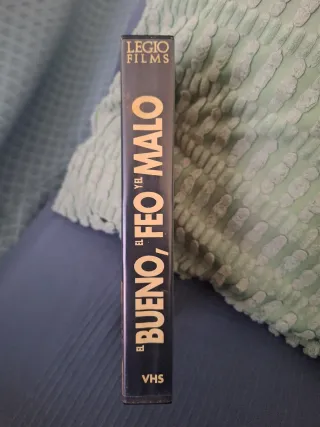 LEGIO
FILMS
EL BUENO, EL FEO Y EL MALO
VHS